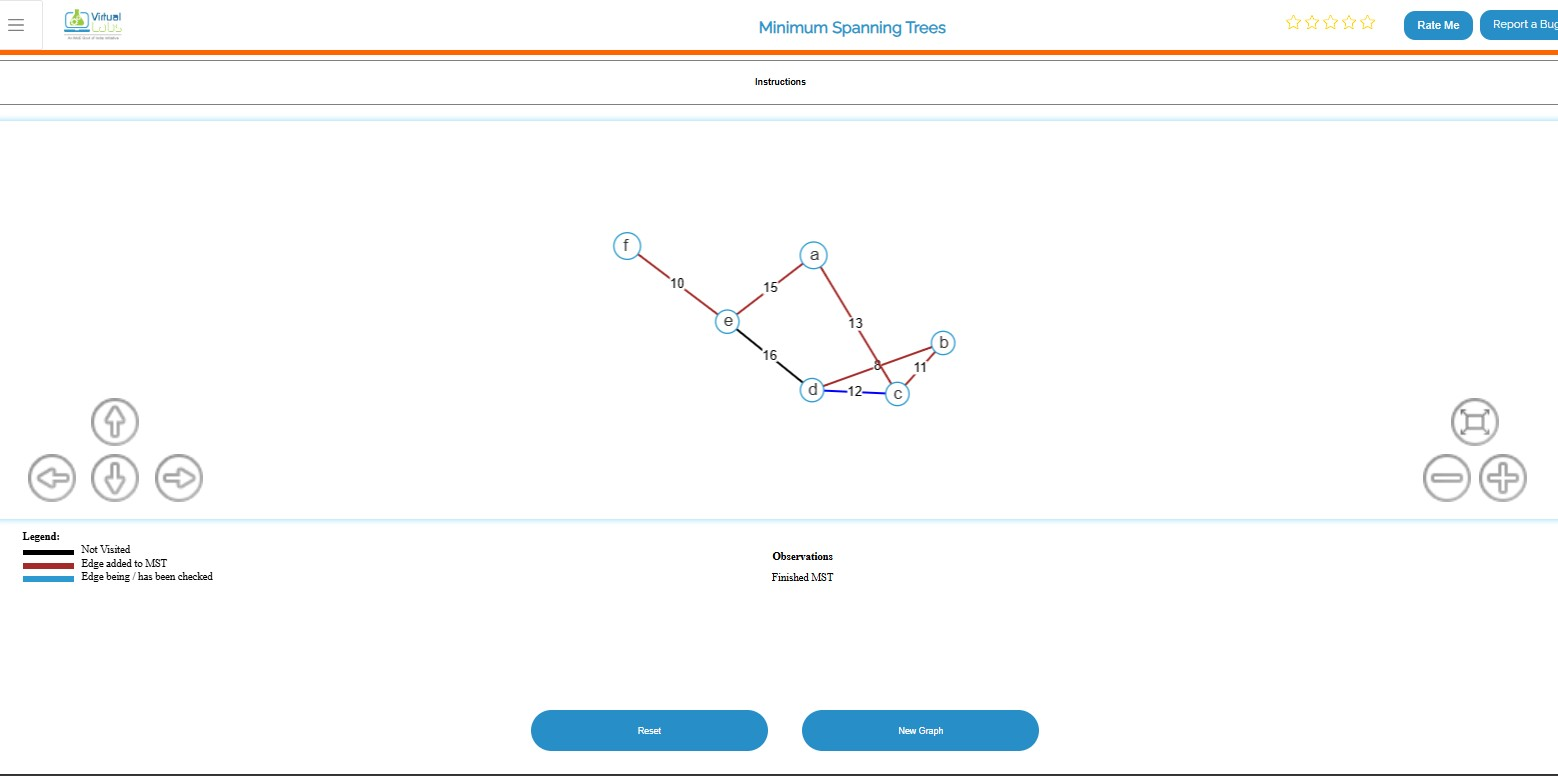 Virtual
Labs
Minimum Spanning Trees
Rate Me
Report a Bug
Instructions
f
a
10
15
e
13
b
16
8
11
d
12
c
Legend:
Not Visited
Edge added to MST
Edge being / has been checked
Observations
Finished MST
Reset
New Graph